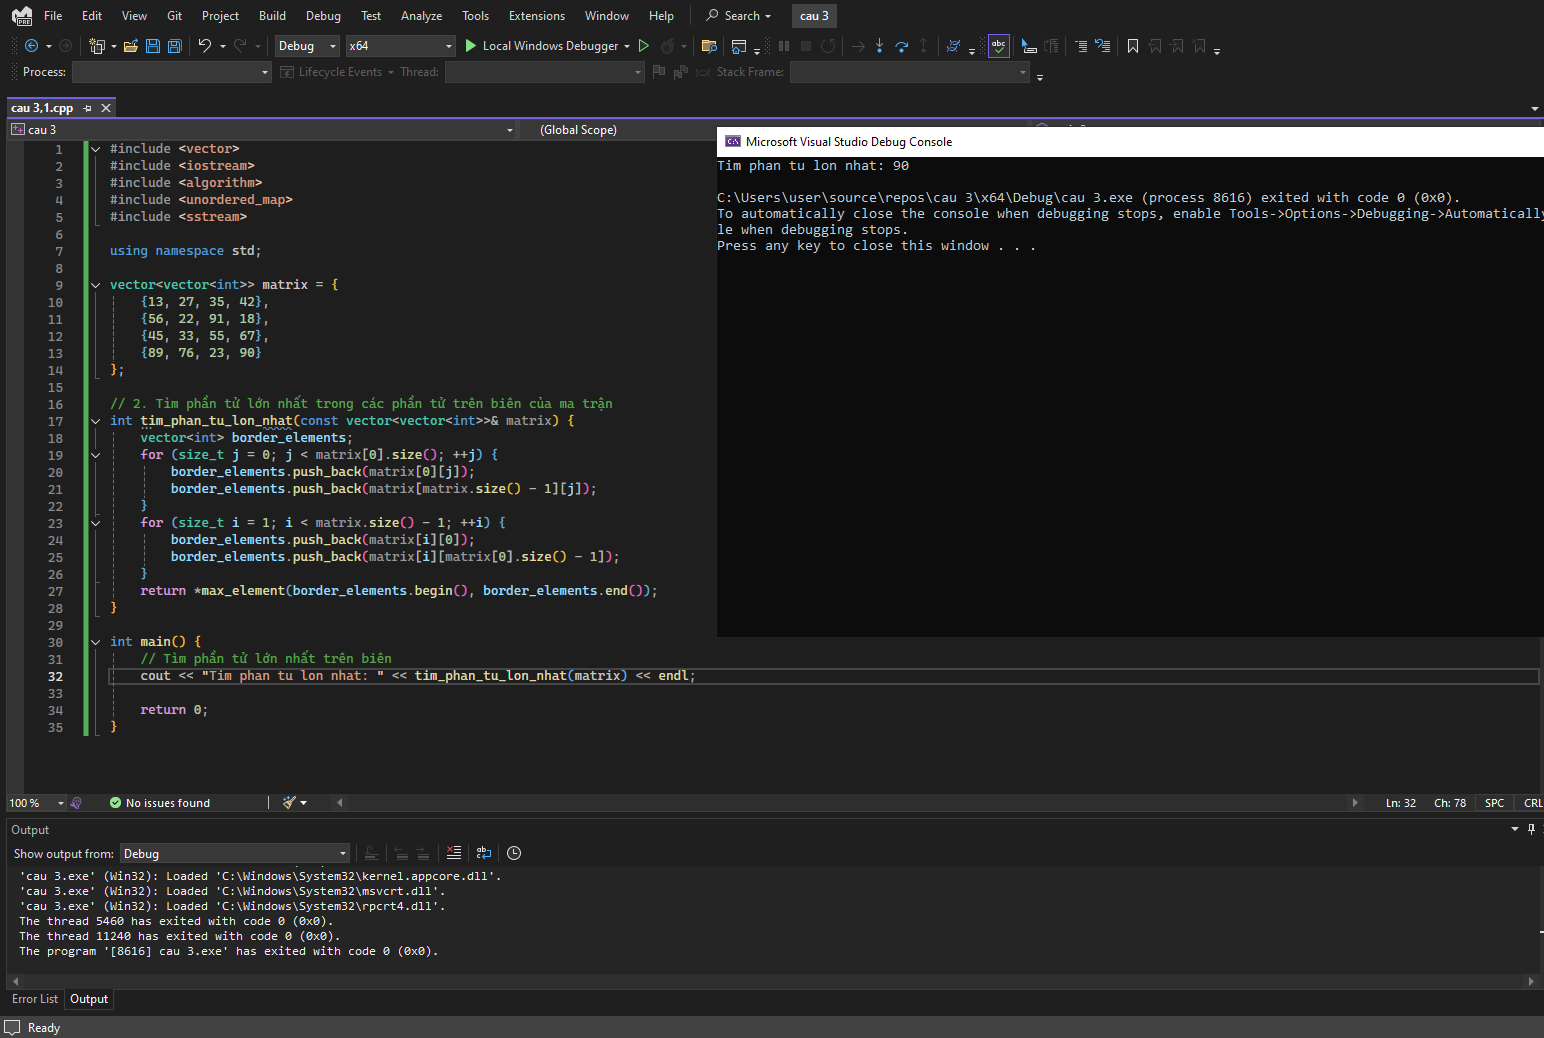 File Edit View Git Project Build Debug Test Analyze Tools Extensions Window Help Search cau 3
Debug x64 Local Windows Debugger
Process: Lifecycle Events Thread: Stack Frame:
cau 3,1.cpp
cau 3 (Global Scope)
1 #include <vector>
2 #include <iostream>
3 #include <algorithm>
4 #include <unordered_map>
5 #include <sstream>
6
7 using namespace std;
8
9 vector<vector<int>> matrix = {
10 {13, 27, 35, 42},
11 {56, 22, 91, 18},
12 {45, 33, 55, 67},
13 {89, 76, 23, 90}
14 };
15
16 // 2. Tìm phần tử lớn nhất trong các phần tử trên biên của ma trận
17 int tim_phan_tu_lon_nhat(const vector<vector<int>>& matrix) {
18 vector<int> border_elements;
19 for (size_t j = 0; j < matrix[0].size(); ++j) {
20 border_elements.push_back(matrix[0][j]);
21 border_elements.push_back(matrix[matrix.size() - 1][j]);
22 }
23 for (size_t i = 1; i < matrix.size() - 1; ++i) {
24 border_elements.push_back(matrix[i][0]);
25 border_elements.push_back(matrix[i][matrix[0].size() - 1]);
26 }
27 return *max_element(border_elements.begin(), border_elements.end());
28 }
29
30 int main() {
31 // Tìm phần tử lớn nhất trên biên
32 cout << "Tim phan tu lon nhat: " << tim_phan_tu_lon_nhat(matrix) << endl;
33
34 return 0;
35 }
Microsoft Visual Studio Debug Console
Tim phan tu lon nhat: 90
C:\Users\user\source\repos\cau 3\x64\Debug\cau 3.exe (process 8616) exited with code 0 (0x0).
To automatically close the console when debugging stops, enable Tools->Options->Debugging->Automatically
le when debugging stops.
Press any key to close this window . . .
100 % No issues found Ln: 32 Ch: 78 SPC CRL
Output
Show output from: Debug
'cau 3.exe' (Win32): Loaded 'C:\Windows\System32\kernel.appcore.dll'.
'cau 3.exe' (Win32): Loaded 'C:\Windows\System32\msvcrt.dll'.
'cau 3.exe' (Win32): Loaded 'C:\Windows\System32\rpcrt4.dll'.
The thread 5460 has exited with code 0 (0x0).
The thread 11240 has exited with code 0 (0x0).
The program '[8616] cau 3.exe' has exited with code 0 (0x0).
Error List Output
Ready